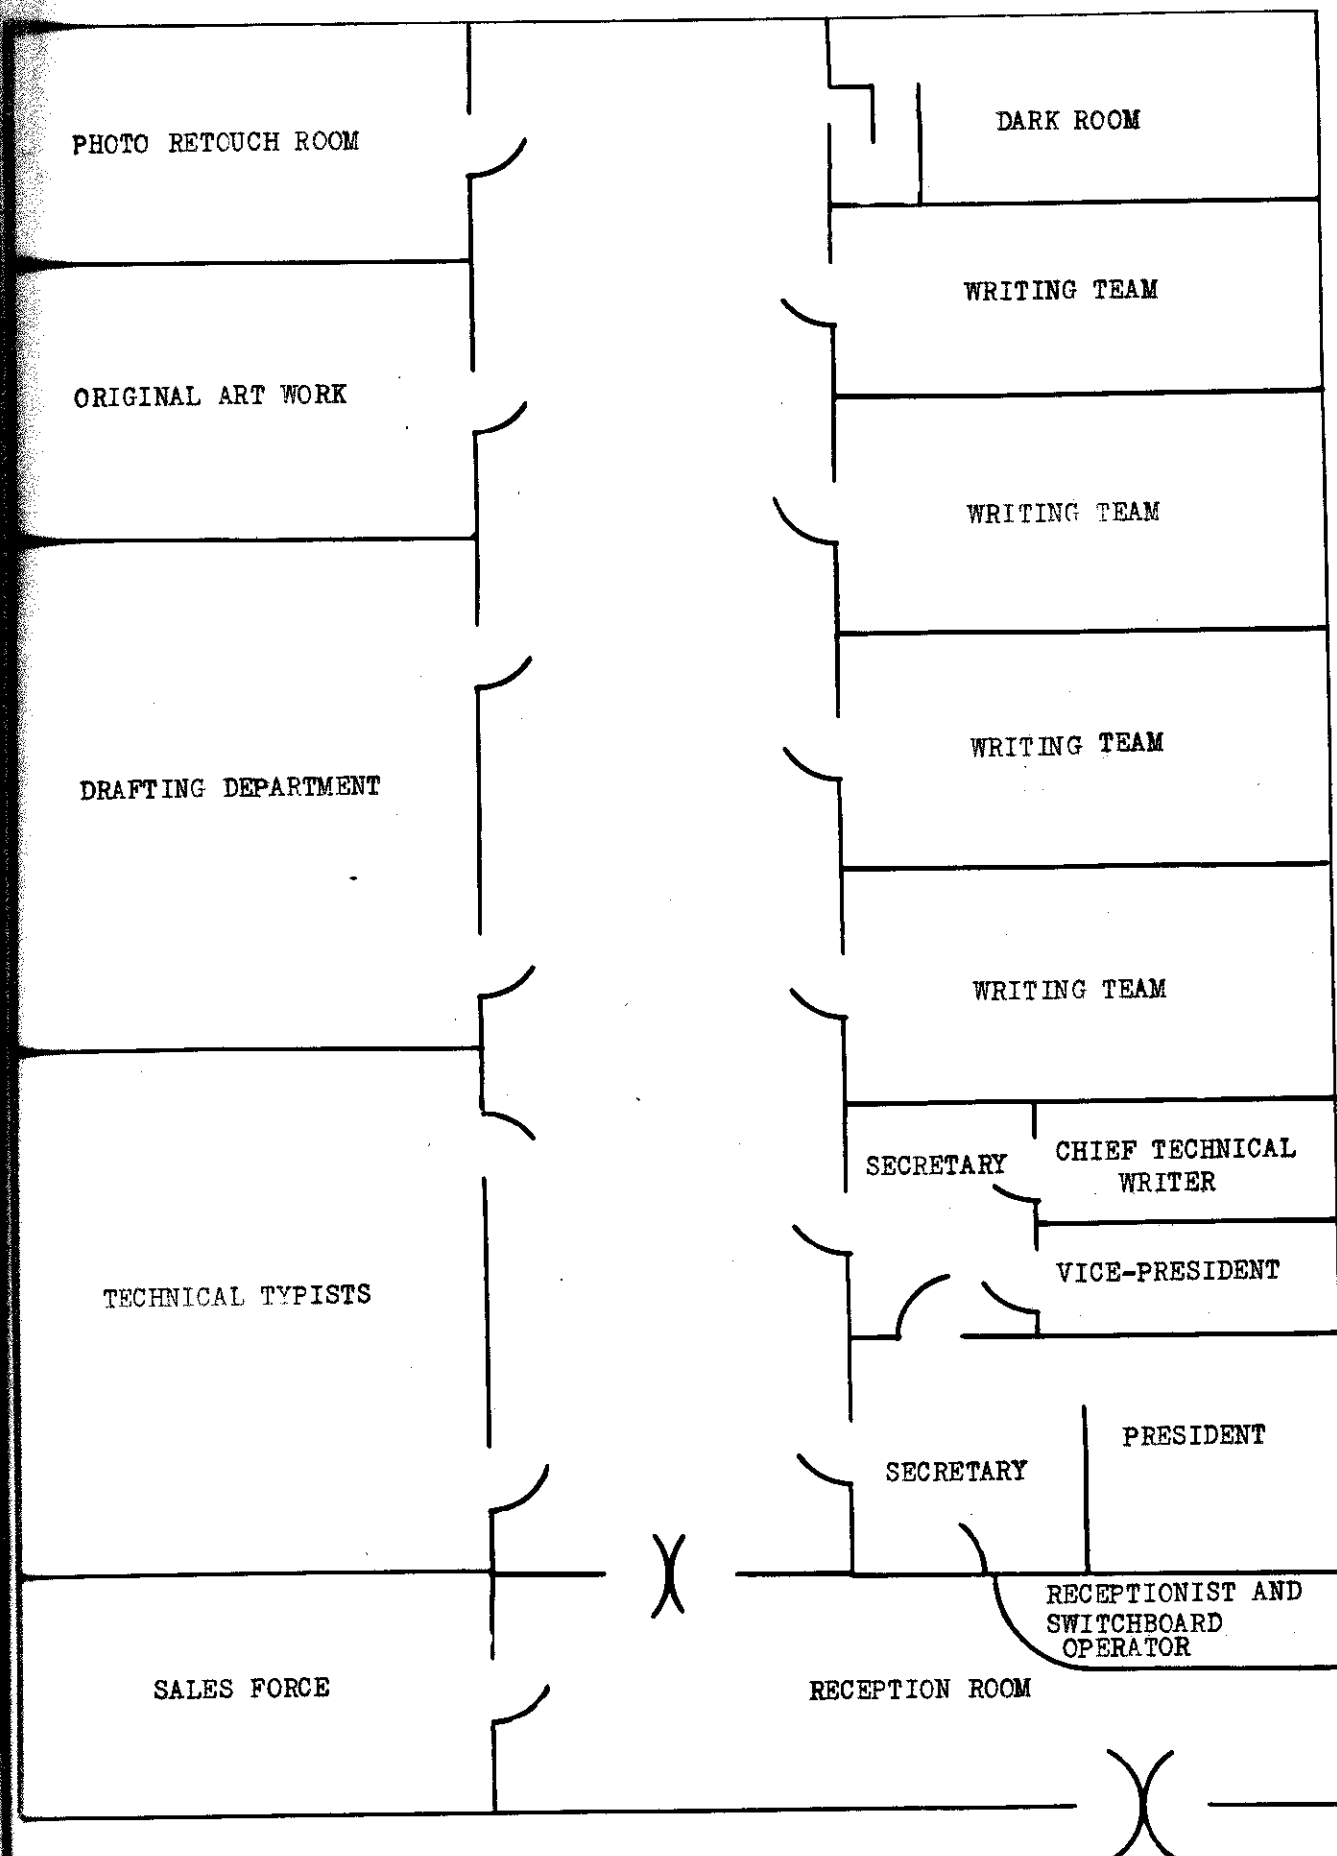 PHOTO RETOUCH ROOM
DARK ROOM
WRITING TEAM
ORIGINAL ART WORK
WRITING TEAM
WRITING TEAM
DRAFTING DEPARTMENT
WRITING TEAM
SECRETARY
CHIEF TECHNICAL
WRITER
VICE-PRESIDENT
TECHNICAL TYPISTS
PRESIDENT
SECRETARY
RECEPTIONIST AND
SWITCHBOARD
OPERATOR
SALES FORCE
RECEPTION ROOM